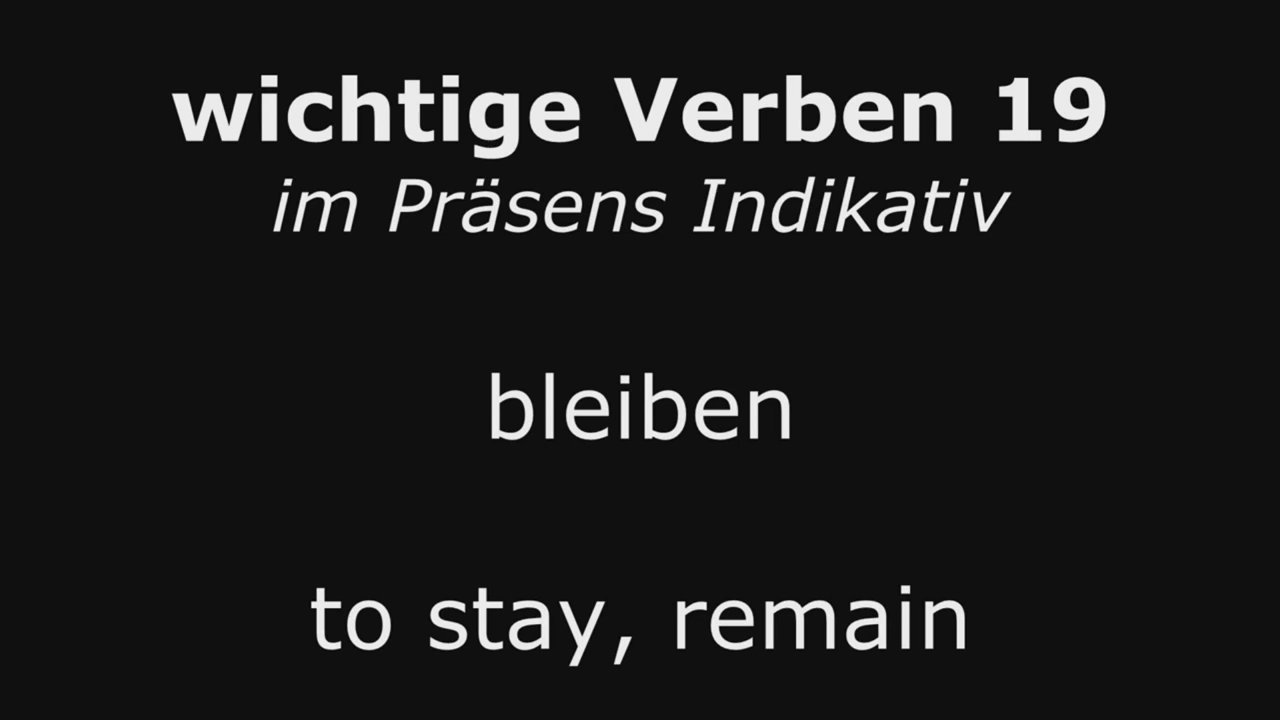 wichtige Verben 19
im Präsens Indikativ
bleiben
to stay, remain